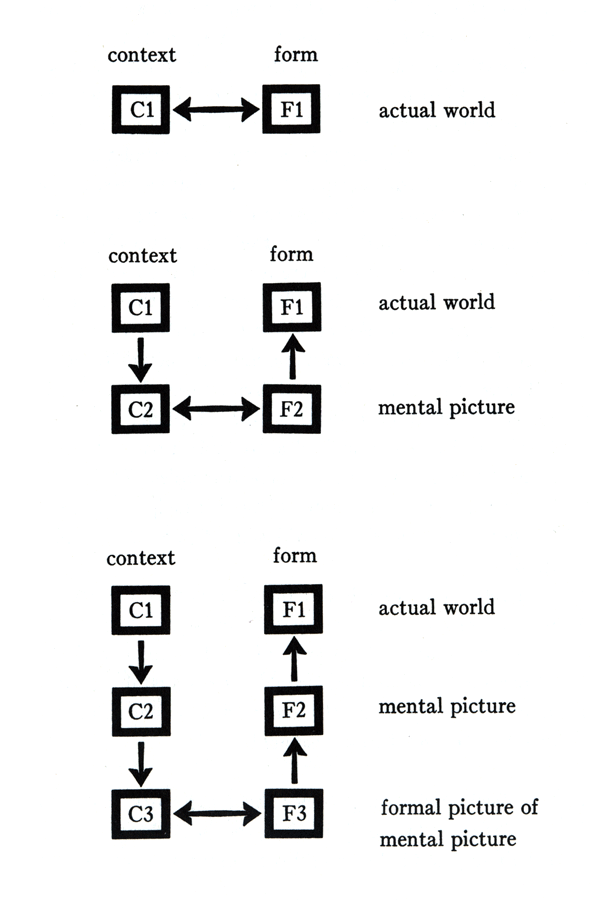 context form
C1 F1 actual world
context form
C1 F1 actual world
C2 F2 mental picture
context form
C1 F1 actual world
C2 F2 mental picture
C3 F3 formal picture of
mental picture